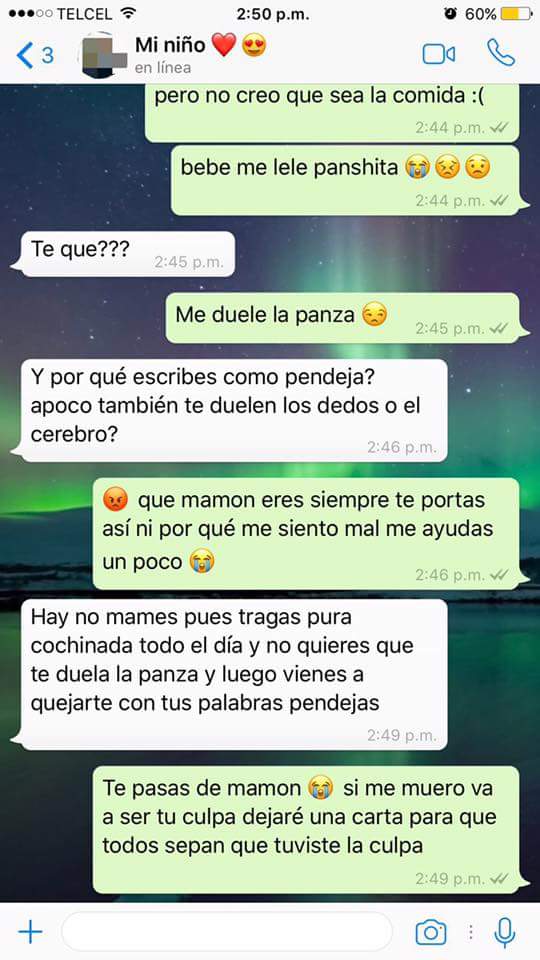 TELCEL 2:50 p.m. 60%
3 Mi niño ❤️😍
en línea
pero no creo que sea la comida :(
2:44 p.m.
bebe me lele panshita 😭😣😟
2:44 p.m.
Te que???
2:45 p.m.
Me duele la panza 😒
2:45 p.m.
Y por qué escribes como pendeja?
apoco también te duelen los dedos o el
cerebro?
2:46 p.m.
😡 que mamon eres siempre te portas
así ni por qué me siento mal me ayudas
un poco 😭
2:46 p.m.
Hay no mames pues tragas pura
cochinada todo el día y no quieres que
te duela la panza y luego vienes a
quejarte con tus palabras pendejas
2:49 p.m.
Te pasas de mamon 😭 si me muero va
a ser tu culpa dejaré una carta para que
todos sepan que tuviste la culpa
2:49 p.m.